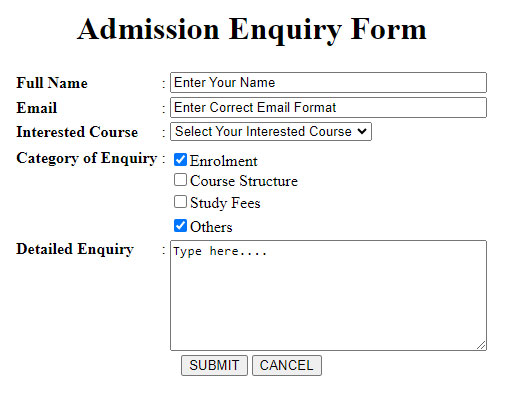 Admission Enquiry Form
Full Name : Enter Your Name
Email : Enter Correct Email Format
Interested Course : Select Your Interested Course
Category of Enquiry : Enrolment
Course Structure
Study Fees
Others
Detailed Enquiry : Type here....
SUBMIT CANCEL